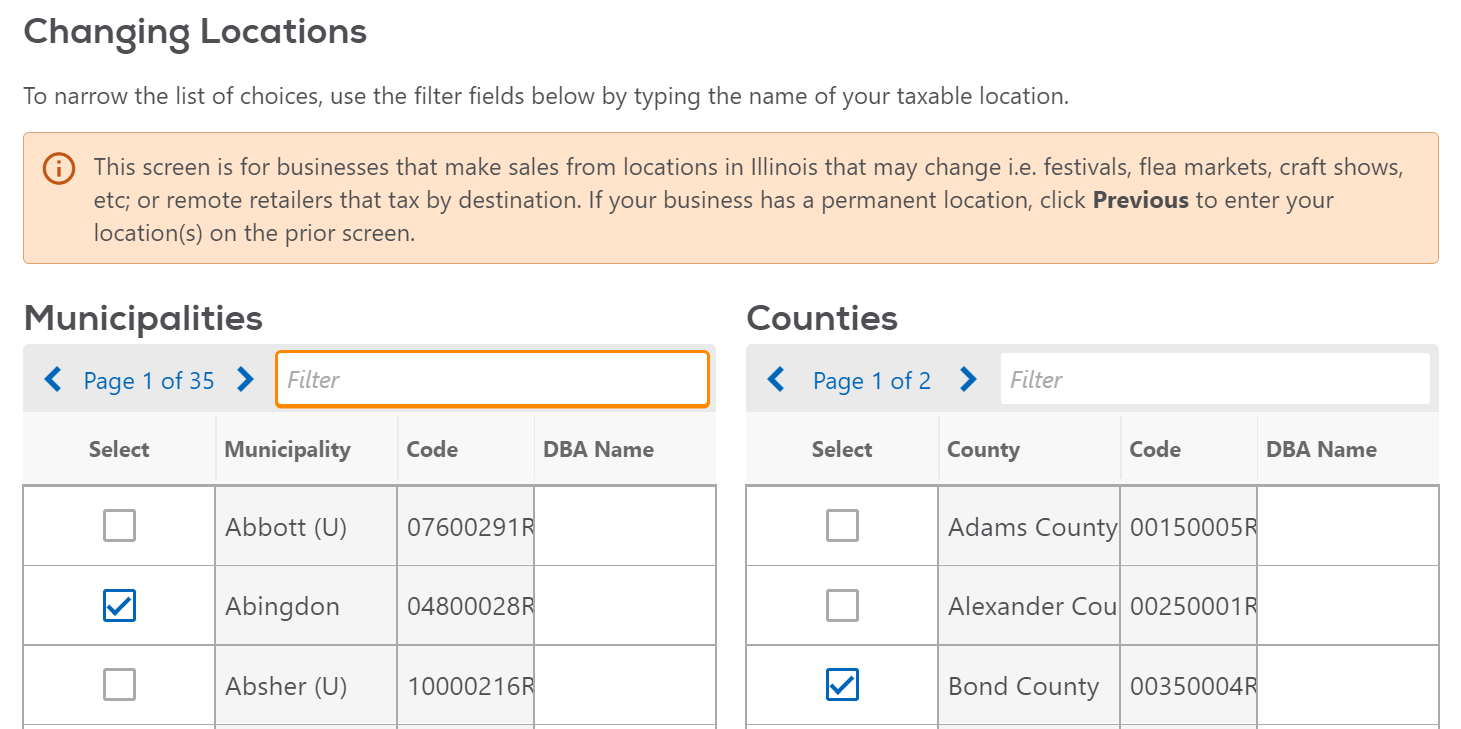 Changing Locations
To narrow the list of choices, use the filter fields below by typing the name of your taxable location.
This screen is for businesses that make sales from locations in Illinois that may change i.e. festivals, flea markets, craft shows,
etc; or remote retailers that tax by destination. If your business has a permanent location, click Previous to enter your
location(s) on the prior screen.
Municipalities
Page 1 of 35 Filter
Select Municipality Code DBA Name
Abbott (U) 07600291R
Abingdon 04800028R
Absher (U) 10000216R
Counties
Page 1 of 2 Filter
Select County Code DBA Name
Adams County 00150005R
Alexander Cou 00250001R
Bond County 00350004R